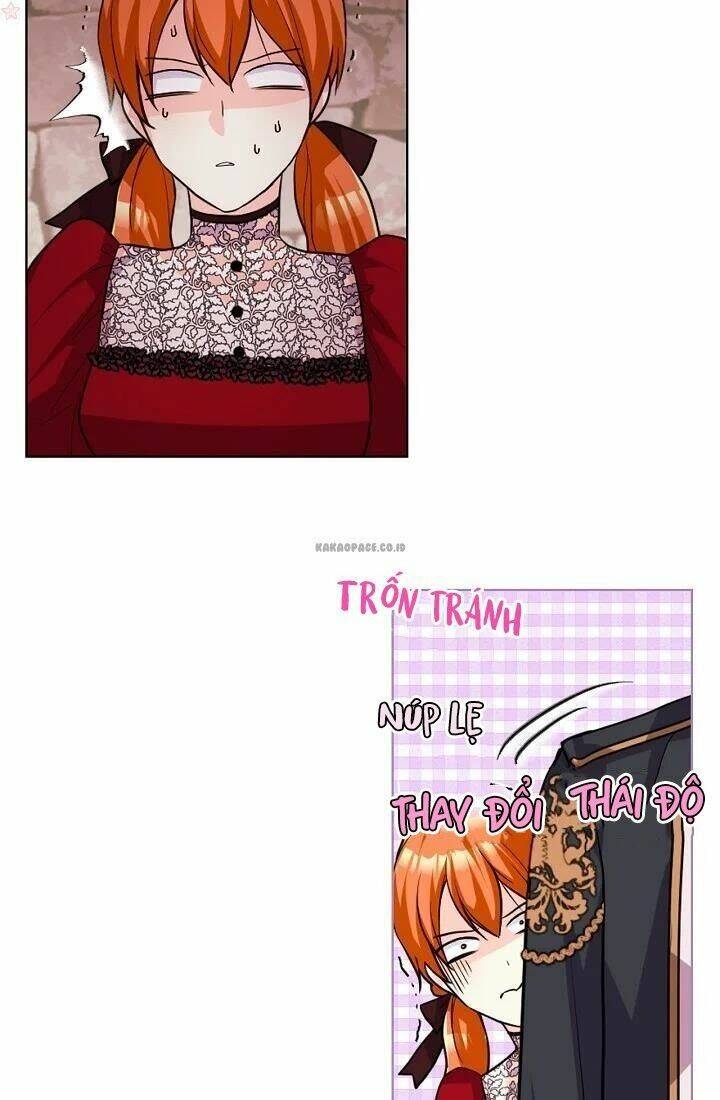 KAKAOPAGE.CO.ID
TRỐN TRÁNH
NÚP LẸ
THAY ĐỔI THÁI ĐỘ